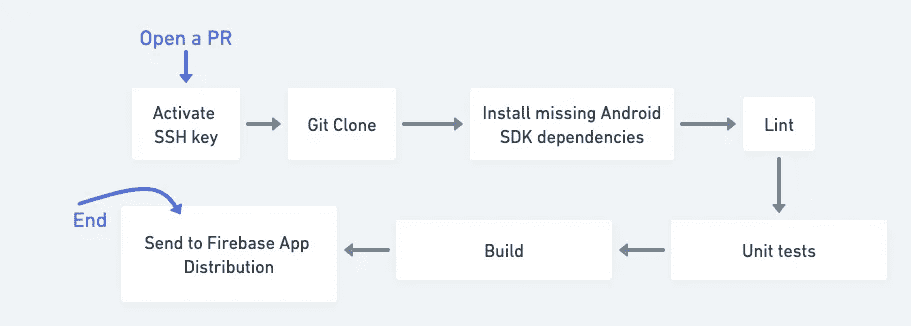 Open a PR
Activate
SSH key
Git Clone
Install missing Android
SDK dependencies
Lint
Unit tests
Build
Send to Firebase App
Distribution
End